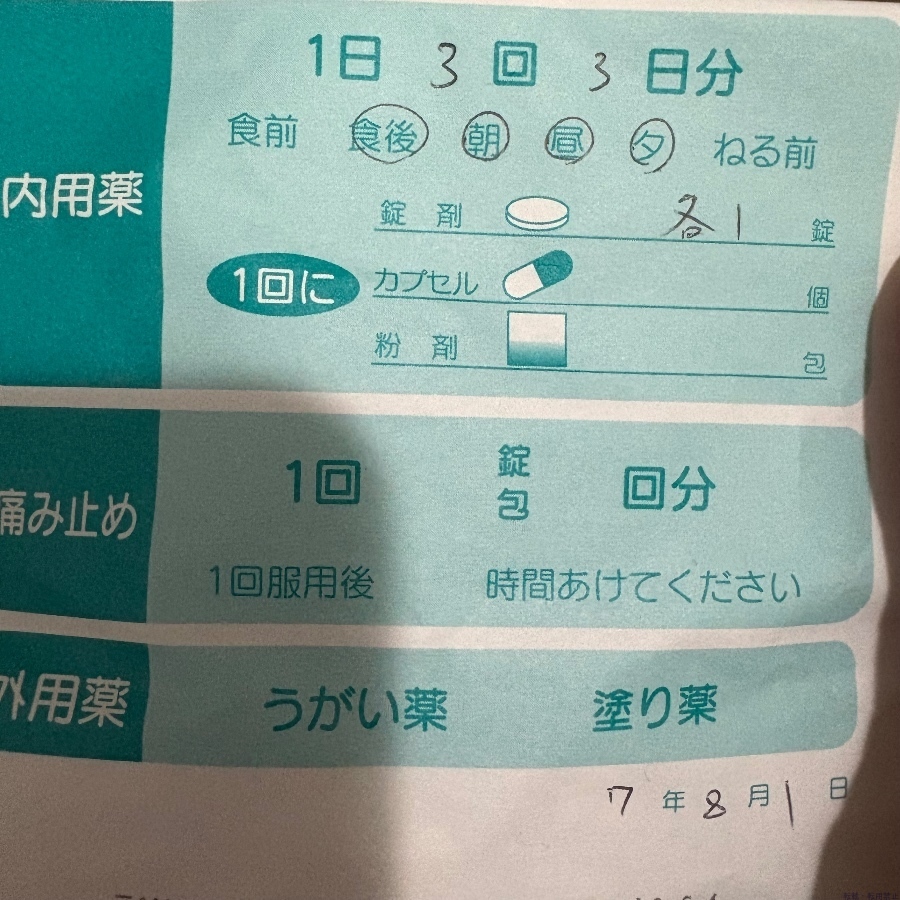 1日 3 回 3 日分
食前 食後 朝 昼 夕 ねる前
内用薬
錠 剤 各1 錠
1回に
カプセル 個
粉 剤 包
1回 錠 包 回分
痛み止め
1回服用後 時間あけてください
外用薬
うがい薬 塗り薬
7 年 8 月 1 日